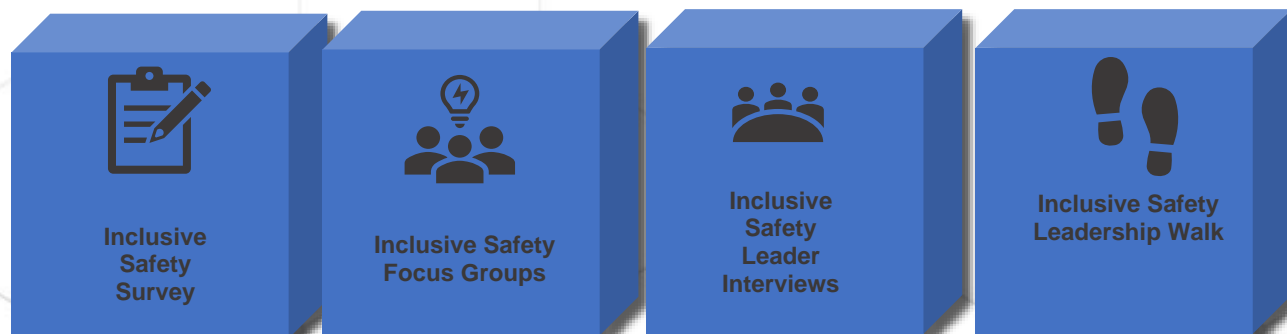 Inclusive
Safety
Survey
Inclusive Safety
Focus Groups
Inclusive
Safety
Leader
Interviews
Inclusive Safety
Leadership Walk